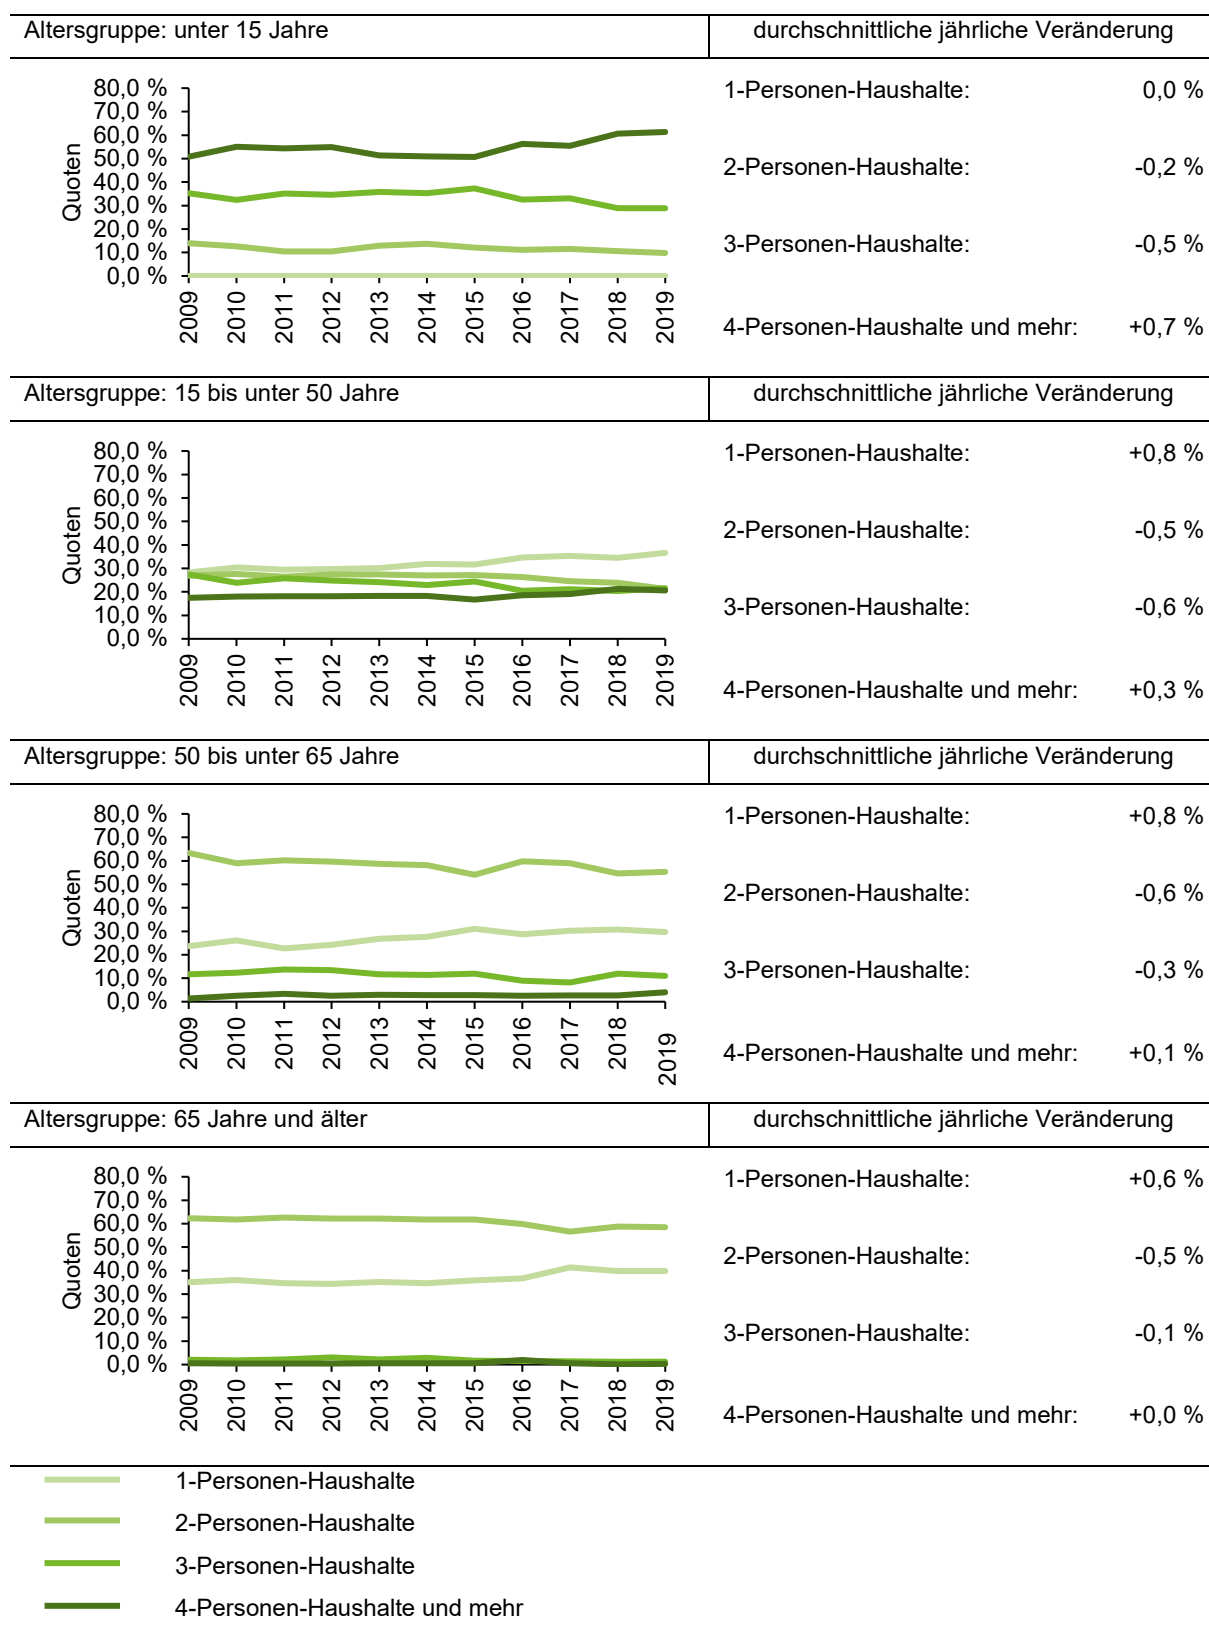 Altersgruppe: unter 15 Jahre
durchschnittliche jährliche Veränderung
80,0 %
70,0 %
60,0 %
50,0 %
40,0 %
30,0 %
20,0 %
10,0 %
0,0 %
Quoten
2009
2010
2011
2012
2013
2014
2015
2016
2017
2018
2019
1-Personen-Haushalte: 0,0 %
2-Personen-Haushalte: -0,2 %
3-Personen-Haushalte: -0,5 %
4-Personen-Haushalte und mehr: +0,7 %
Altersgruppe: 15 bis unter 50 Jahre
durchschnittliche jährliche Veränderung
80,0 %
70,0 %
60,0 %
50,0 %
40,0 %
30,0 %
20,0 %
10,0 %
0,0 %
Quoten
2009
2010
2011
2012
2013
2014
2015
2016
2017
2018
2019
1-Personen-Haushalte: +0,8 %
2-Personen-Haushalte: -0,5 %
3-Personen-Haushalte: -0,6 %
4-Personen-Haushalte und mehr: +0,3 %
Altersgruppe: 50 bis unter 65 Jahre
durchschnittliche jährliche Veränderung
80,0 %
70,0 %
60,0 %
50,0 %
40,0 %
30,0 %
20,0 %
10,0 %
0,0 %
Quoten
2009
2010
2011
2012
2013
2014
2015
2016
2017
2018
2019
1-Personen-Haushalte: +0,8 %
2-Personen-Haushalte: -0,6 %
3-Personen-Haushalte: -0,3 %
4-Personen-Haushalte und mehr: +0,1 %
Altersgruppe: 65 Jahre und älter
durchschnittliche jährliche Veränderung
80,0 %
70,0 %
60,0 %
50,0 %
40,0 %
30,0 %
20,0 %
10,0 %
0,0 %
Quoten
2009
2010
2011
2012
2013
2014
2015
2016
2017
2018
2019
1-Personen-Haushalte: +0,6 %
2-Personen-Haushalte: -0,5 %
3-Personen-Haushalte: -0,1 %
4-Personen-Haushalte und mehr: +0,0 %
1-Personen-Haushalte
2-Personen-Haushalte
3-Personen-Haushalte
4-Personen-Haushalte und mehr